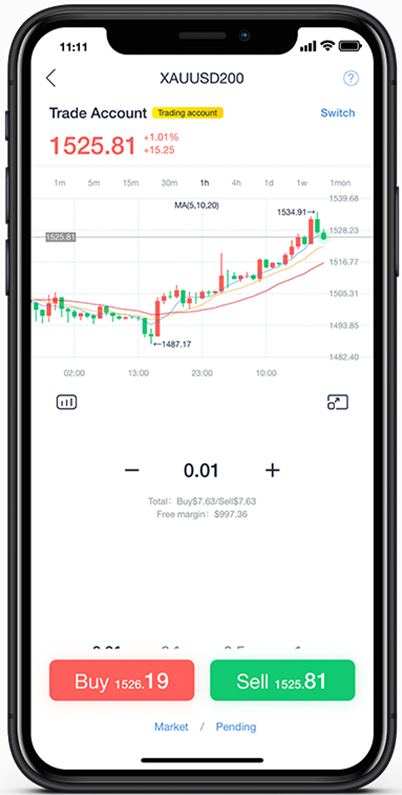 11:11
XAUUSD200
?
Trade Account Trading account Switch
1525.81 +1.01%
+15.25
1m 5m 15m 30m 1h 4h 1d 1w 1mon
MA(5,10,20)
1539.68
1534.91→
1528.23
1525.81
1516.77
1505.31
1493.85
←1487.17
1482.40
02:00 13:00 23:00 10:00
− 0.01 +
Total: Buy$7.63/Sell$7.63
Free margin: $997.36
Buy 1526.19 Sell 1525.81
Market / Pending